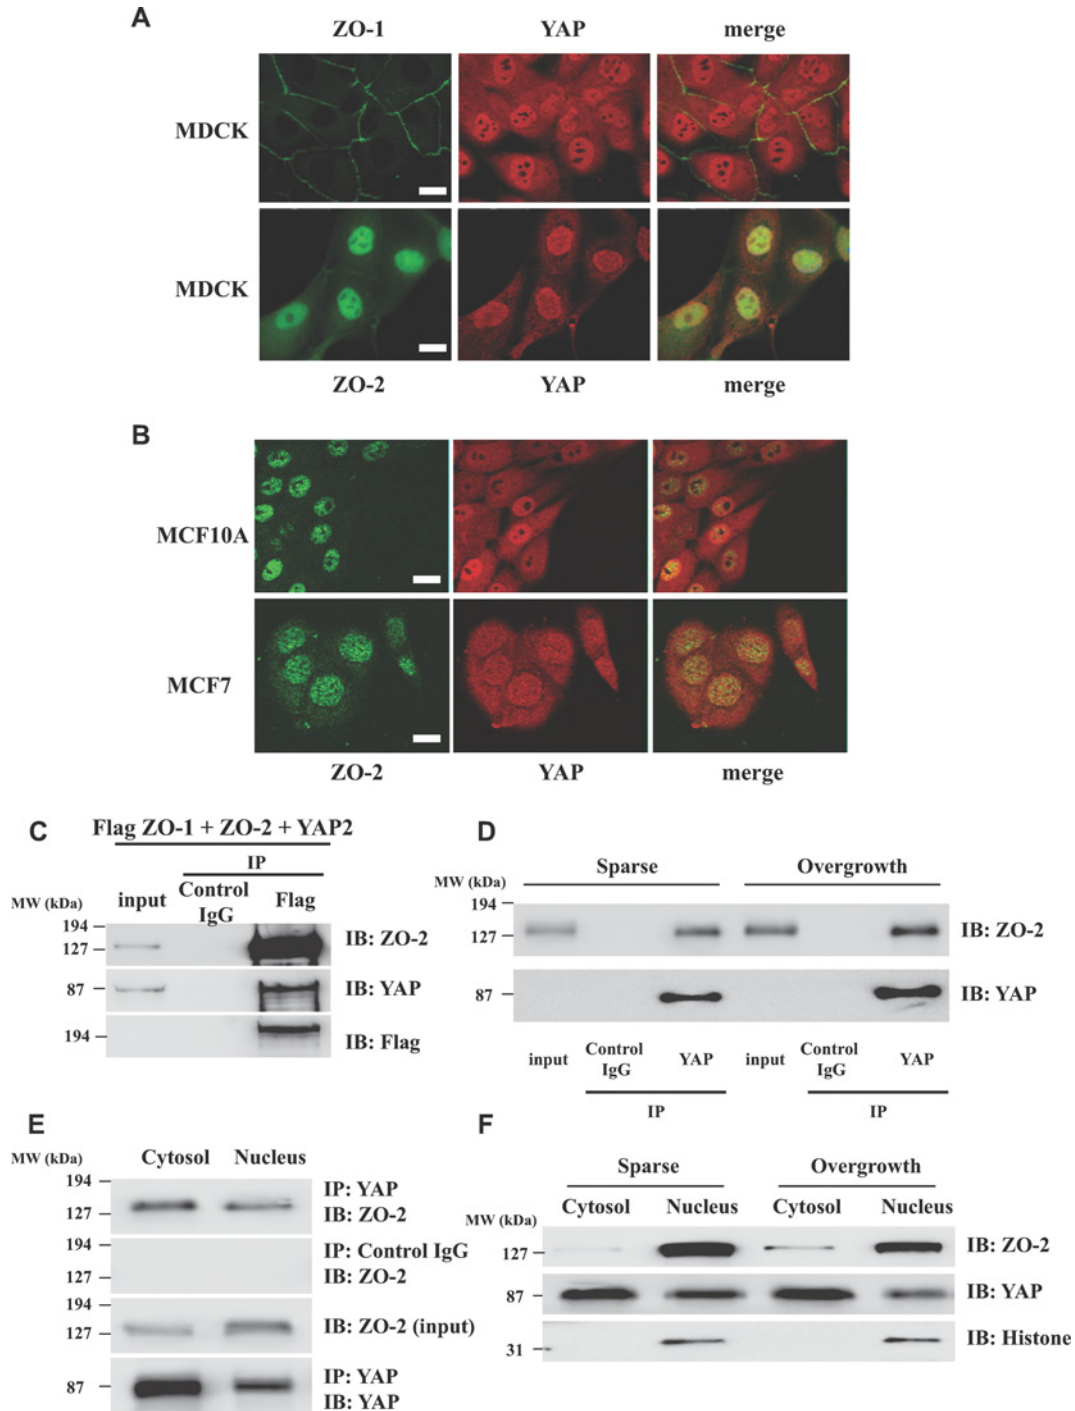 A
ZO-1 YAP merge
MDCK
MDCK
ZO-2 YAP merge
B
MCF10A
MCF7
ZO-2 YAP merge
C
Flag ZO-1 + ZO-2 + YAP2
IP
MW (kDa) input Control IgG Flag
194
127
IB: ZO-2
87
IB: YAP
194
IB: Flag
D
Sparse Overgrowth
MW (kDa)
194
127
IB: ZO-2
87
IB: YAP
input Control IgG YAP input Control IgG YAP
IP IP
E
MW (kDa) Cytosol Nucleus
194
127
IP: YAP
IB: ZO-2
194
127
IP: Control IgG
IB: ZO-2
194
127
IB: ZO-2 (input)
87
IP: YAP
IB: YAP
F
Sparse Overgrowth
MW (kDa) Cytosol Nucleus Cytosol Nucleus
127
IB: ZO-2
87
IB: YAP
31
IB: Histone